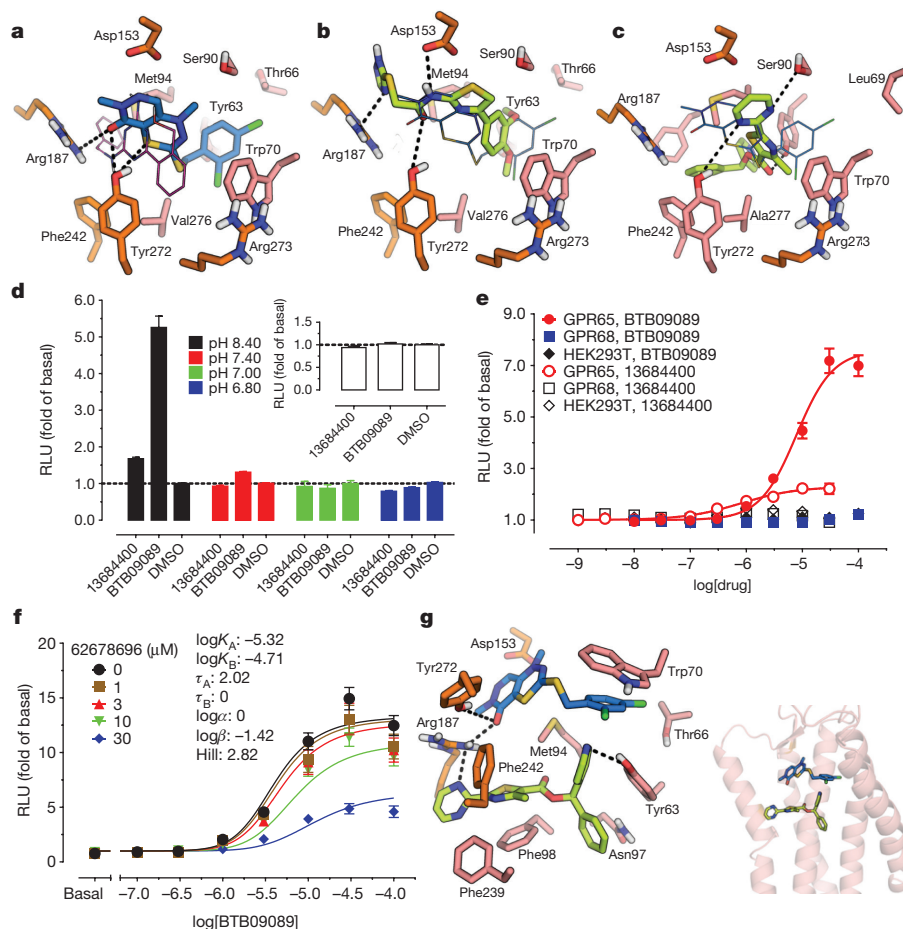 a
Asp153
Ser90
Met94
Thr66
Tyr63
Arg187
Trp70
Val276
Phe242
Tyr272
Arg273
b
Asp153
Ser90
Met94
Thr66
Tyr63
Arg187
Trp70
Val276
Phe242
Tyr272
Arg273
c
Asp153
Ser90
Leu69
Arg187
Tyr63
Trp70
Phe242
Ala277
Tyr272
Arg273
d
RLU (fold of basal)
6.0
5.0
4.0
3.0
2.0
1.0
0.0
pH 8.40
pH 7.40
pH 7.00
pH 6.80
13684400
BTB09089
DMSO
13684400
BTB09089
DMSO
13684400
BTB09089
DMSO
13684400
BTB09089
DMSO
RLU (fold of basal)
1.5
1.0
0.5
0.0
13684400
BTB09089
DMSO
e
GPR65, BTB09089
GPR68, BTB09089
HEK293T, BTB09089
GPR65, 13684400
GPR68, 13684400
HEK293T, 13684400
RLU (fold of basal)
7.0
5.0
3.0
1.0
−9 −8 −7 −6 −5 −4
log[drug]
f
RLU (fold of basal)
20
15
10
5
0
62678696 (μM)
0
1
3
10
30
logKA: −5.32
logKB: −4.71
τA: 2.02
τB: 0
logα: 0
logβ: −1.42
Hill: 2.82
Basal −7.0 −6.5 −6.0 −5.5 −5.0 −4.5 −4.0
log[BTB09089]
g
Asp153
Tyr272
Trp70
Arg187
Met94
Thr66
Phe242
Tyr63
Phe98
Asn97
Phe239